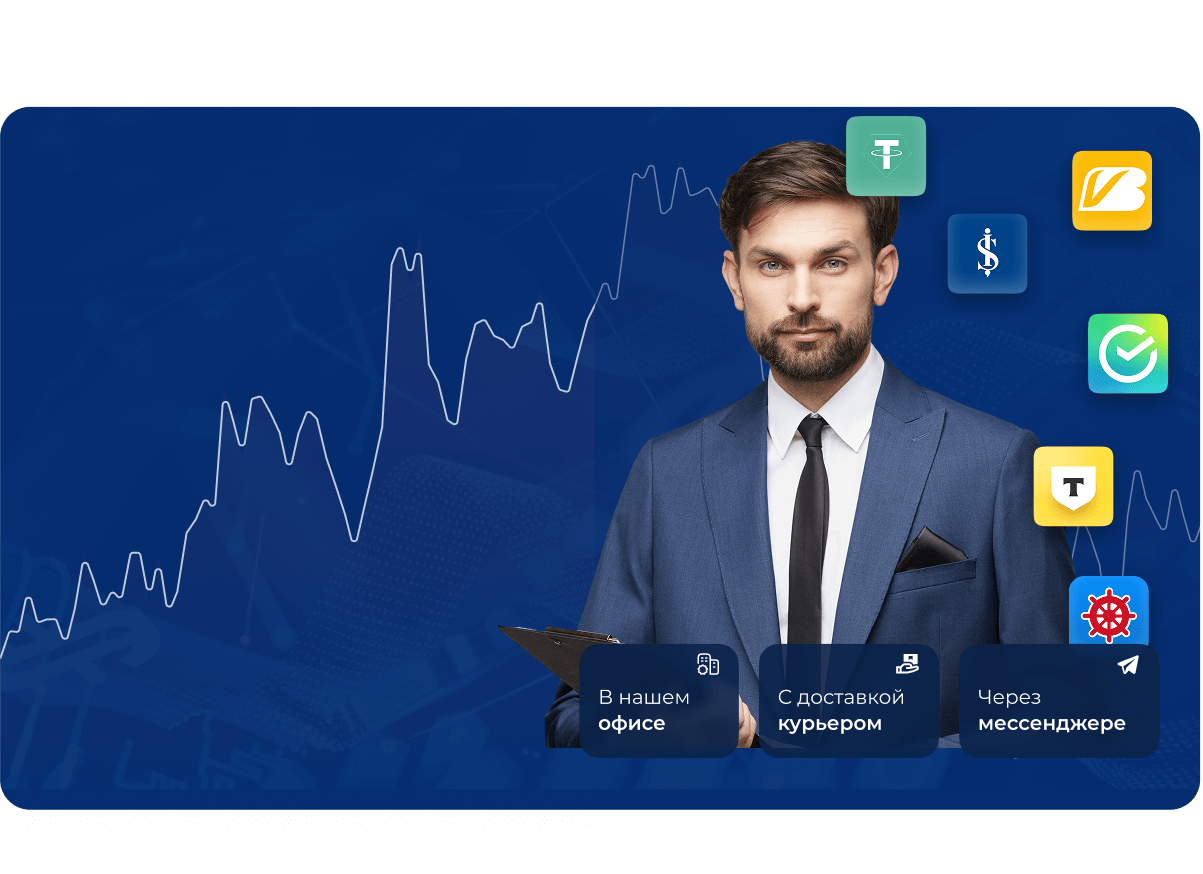 В нашем
офисе
С доставкой
курьером
Через
мессенджере